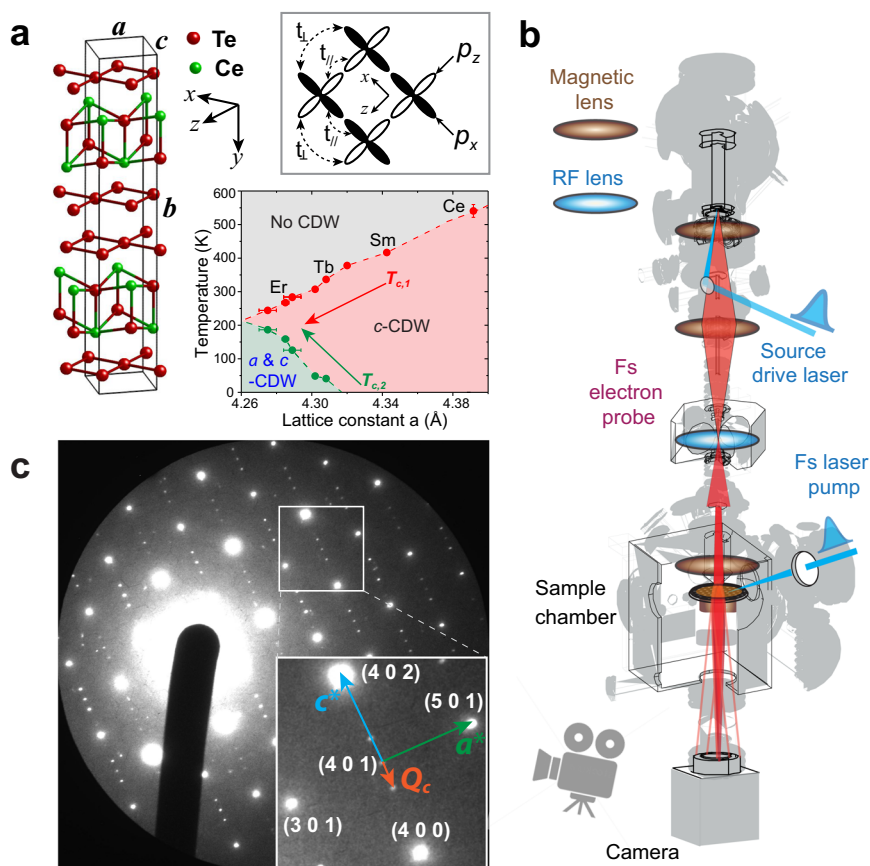 a
a
c
Te
Ce
x
z
y
b
t⊥
t//
t//
t⊥
x
z
pz
px
Temperature (K)
600
500
400
300
200
100
0
No CDW
Ce
Sm
Tb
Er
Tc,1
c-CDW
Tc,2
a & c
-CDW
4.26
4.30
4.34
4.38
Lattice constant a (Å)
b
Magnetic
lens
RF lens
Source
drive laser
Fs
electron
probe
Fs laser
pump
Sample
chamber
Camera
c
(4 0 2)
c*
(5 0 1)
a*
(4 0 1)
Qc
(3 0 1)
(4 0 0)